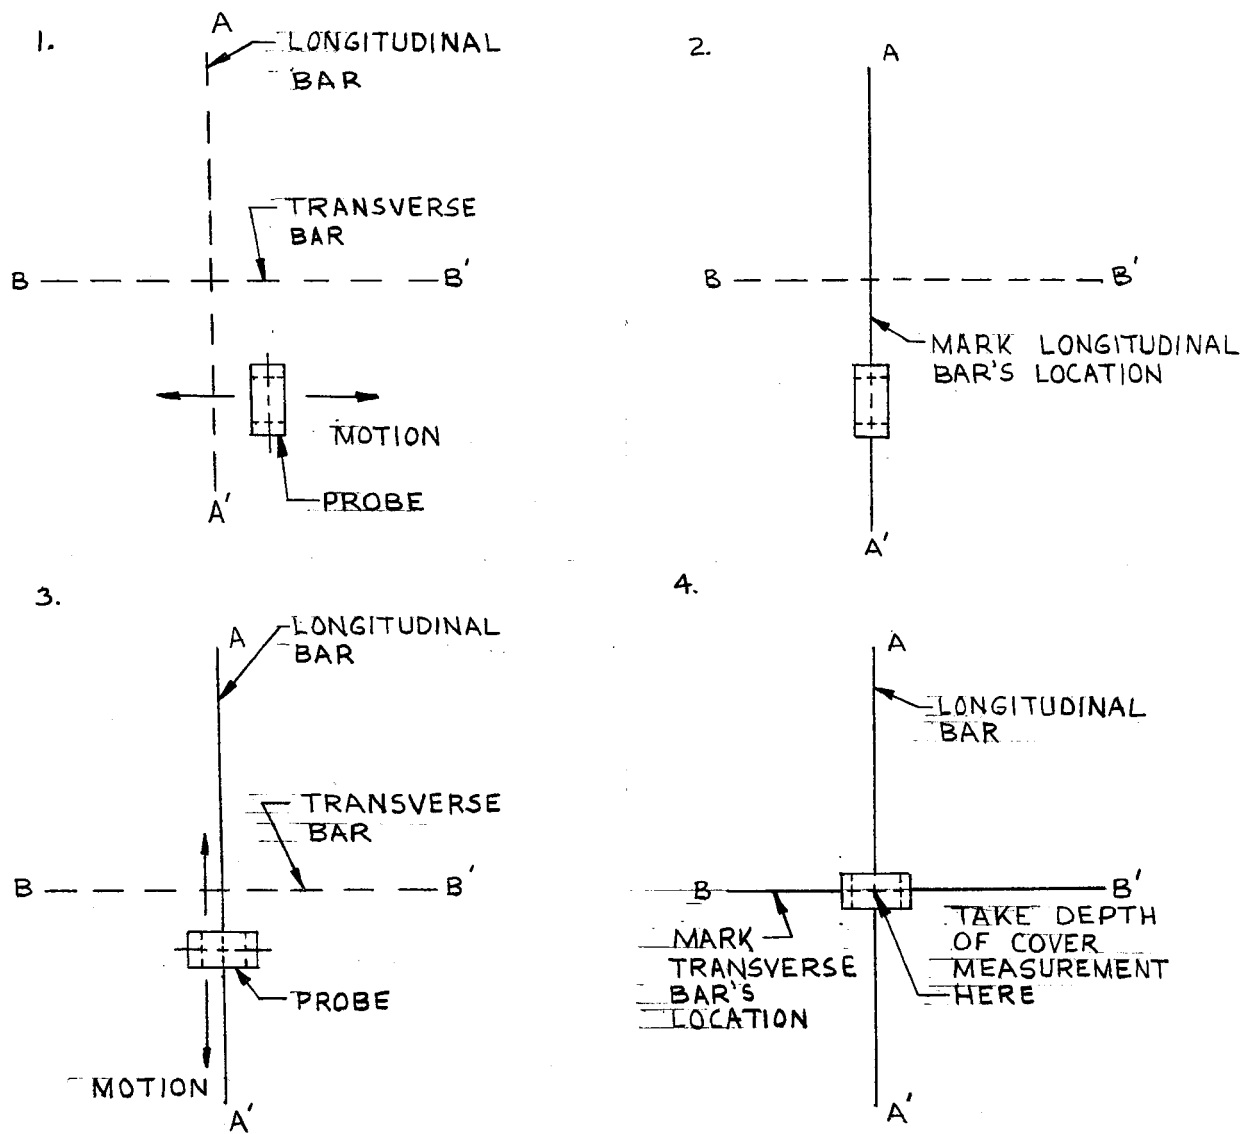 1.
A
LONGITUDINAL
BAR
TRANSVERSE
BAR
B
B'
MOTION
PROBE
A'
2.
A
B
B'
MARK LONGITUDINAL
BAR'S LOCATION
A'
3.
A
LONGITUDINAL
BAR
TRANSVERSE
BAR
B
B'
PROBE
MOTION
A'
4.
A
LONGITUDINAL
BAR
B
B'
MARK
TRANSVERSE
BAR'S
LOCATION
TAKE DEPTH
OF COVER
MEASUREMENT
HERE
A'